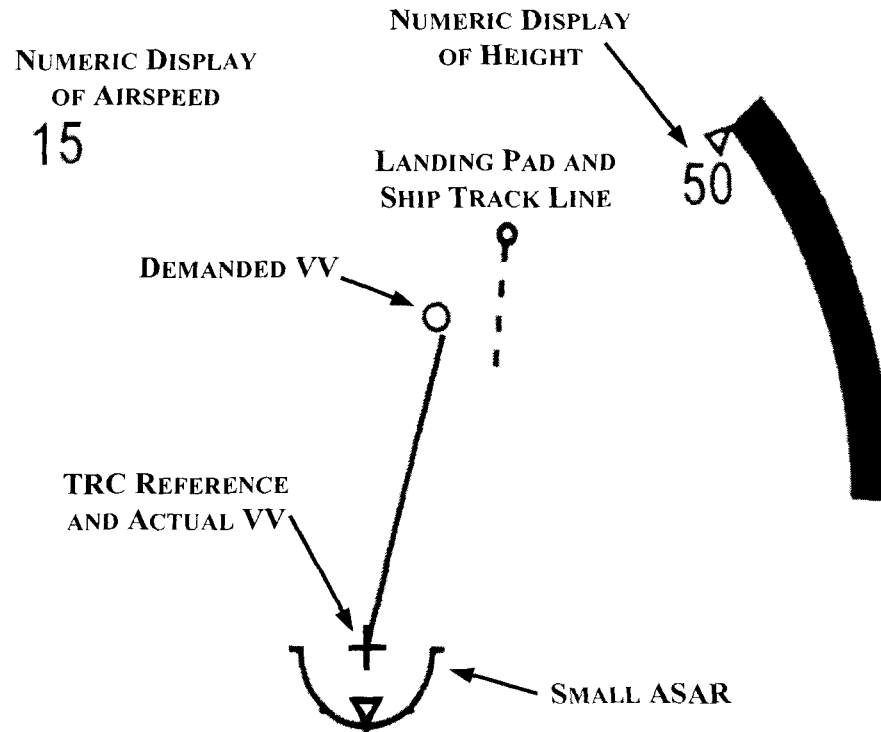 NUMERIC DISPLAY
OF AIRSPEED
15
NUMERIC DISPLAY
OF HEIGHT
50
LANDING PAD AND
SHIP TRACK LINE
DEMANDED VV
TRC REFERENCE
AND ACTUAL VV
SMALL ASAR